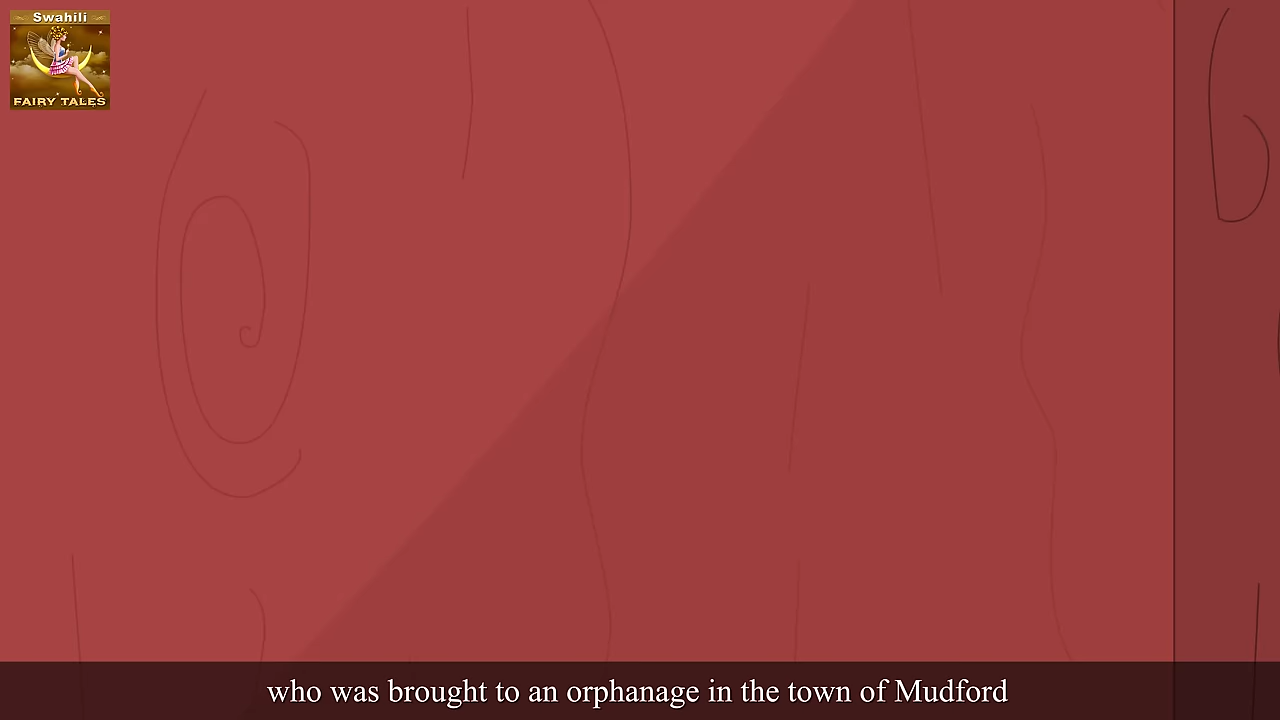 Swahili
FAIRY TALES
who was brought to an orphanage in the town of Mudford